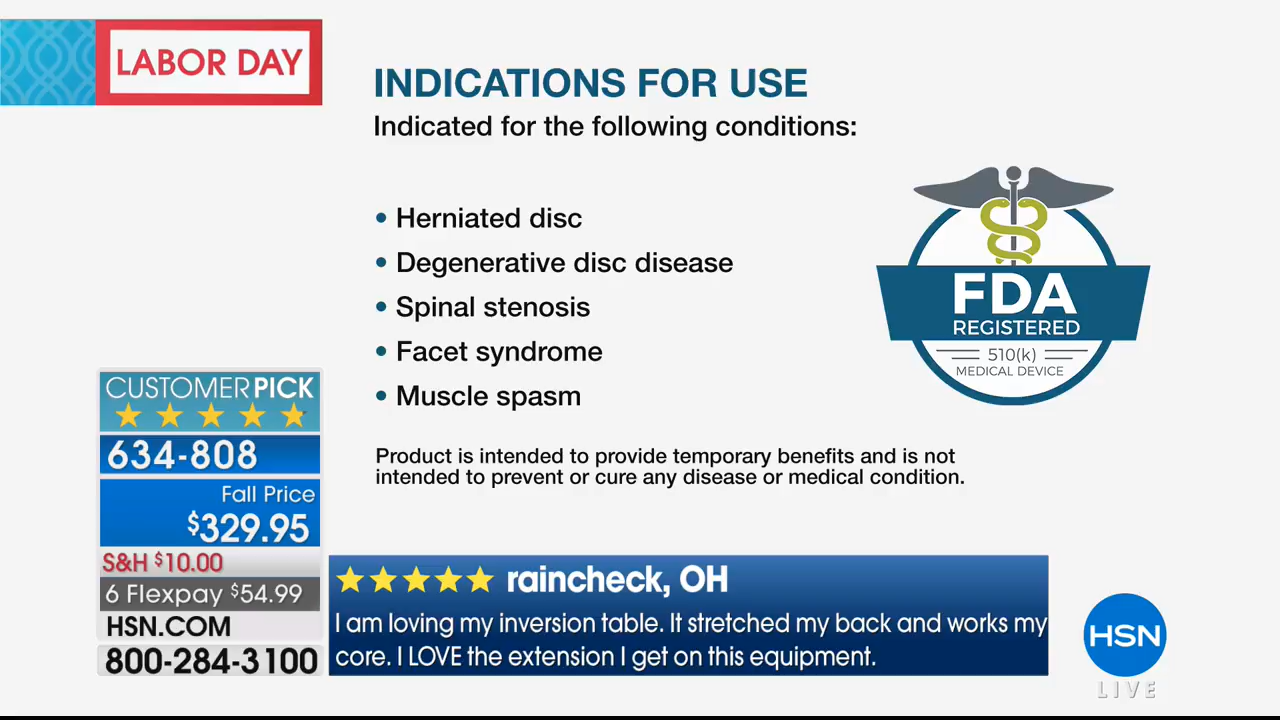 LABOR DAY
INDICATIONS FOR USE
Indicated for the following conditions:
• Herniated disc
• Degenerative disc disease
• Spinal stenosis
• Facet syndrome
• Muscle spasm
Product is intended to provide temporary benefits and is not
intended to prevent or cure any disease or medical condition.
FDA
REGISTERED
510(k)
MEDICAL DEVICE
CUSTOMER PICK
634-808
Fall Price
$329.95
S&H $10.00
6 Flexpay $54.99
HSN.COM
800-284-3100
raincheck, OH
I am loving my inversion table. It stretched my back and works my
core. I LOVE the extension I get on this equipment.
HSN
LIVE